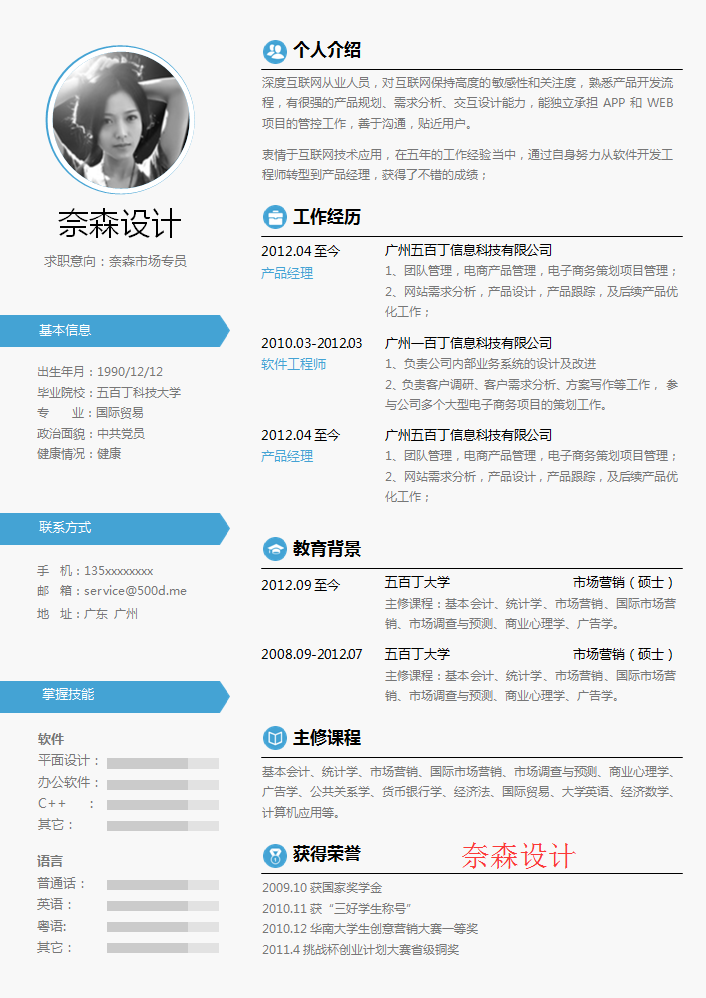 奈森设计
求职意向：奈森市场专员
基本信息
出生年月：1990/12/12
毕业院校：五百丁科技大学
专 业：国际贸易
政治面貌：中共党员
健康情况：健康
联系方式
手 机：135xxxxxxxx
邮 箱：service@500d.me
地 址：广东 广州
掌握技能
软件
平面设计：
办公软件：
C++ ：
其它：
语言
普通话：
英语：
粤语:
其它：
个人介绍
深度互联网从业人员，对互联网保持高度的敏感性和关注度，熟悉产品开发流
程，有很强的产品规划、需求分析、交互设计能力，能独立承担 APP 和 WEB
项目的管控工作，善于沟通，贴近用户。
衷情于互联网技术应用，在五年的工作经验当中，通过自身努力从软件开发工
程师转型到产品经理，获得了不错的成绩；
工作经历
2012.04 至今 广州五百丁信息科技有限公司
产品经理 1、团队管理，电商产品管理，电子商务策划项目管理；
2、网站需求分析，产品设计，产品跟踪，及后续产品优
化工作；
2010.03-2012.03 广州一百丁信息科技有限公司
软件工程师 1、负责公司内部业务系统的设计及改进
2、负责客户调研、客户需求分析、方案写作等工作， 参
与公司多个大型电子商务项目的策划工作。
2012.04 至今 广州五百丁信息科技有限公司
产品经理 1、团队管理，电商产品管理，电子商务策划项目管理；
2、网站需求分析，产品设计，产品跟踪，及后续产品优
化工作；
教育背景
2012.09 至今 五百丁大学 市场营销（硕士）
主修课程：基本会计、统计学、市场营销、国际市场营
销、市场调查与预测、商业心理学、广告学。
2008.09-2012.07 五百丁大学 市场营销（硕士）
主修课程：基本会计、统计学、市场营销、国际市场营
销、市场调查与预测、商业心理学、广告学。
主修课程
基本会计、统计学、市场营销、国际市场营销、市场调查与预测、商业心理学、
广告学、公共关系学、货币银行学、经济法、国际贸易、大学英语、经济数学、
计算机应用等。
获得荣誉 奈森设计
2009.10 获国家奖学金
2010.11 获“三好学生称号”
2010.12 华南大学生创意营销大赛一等奖
2011.4 挑战杯创业计划大赛省级铜奖